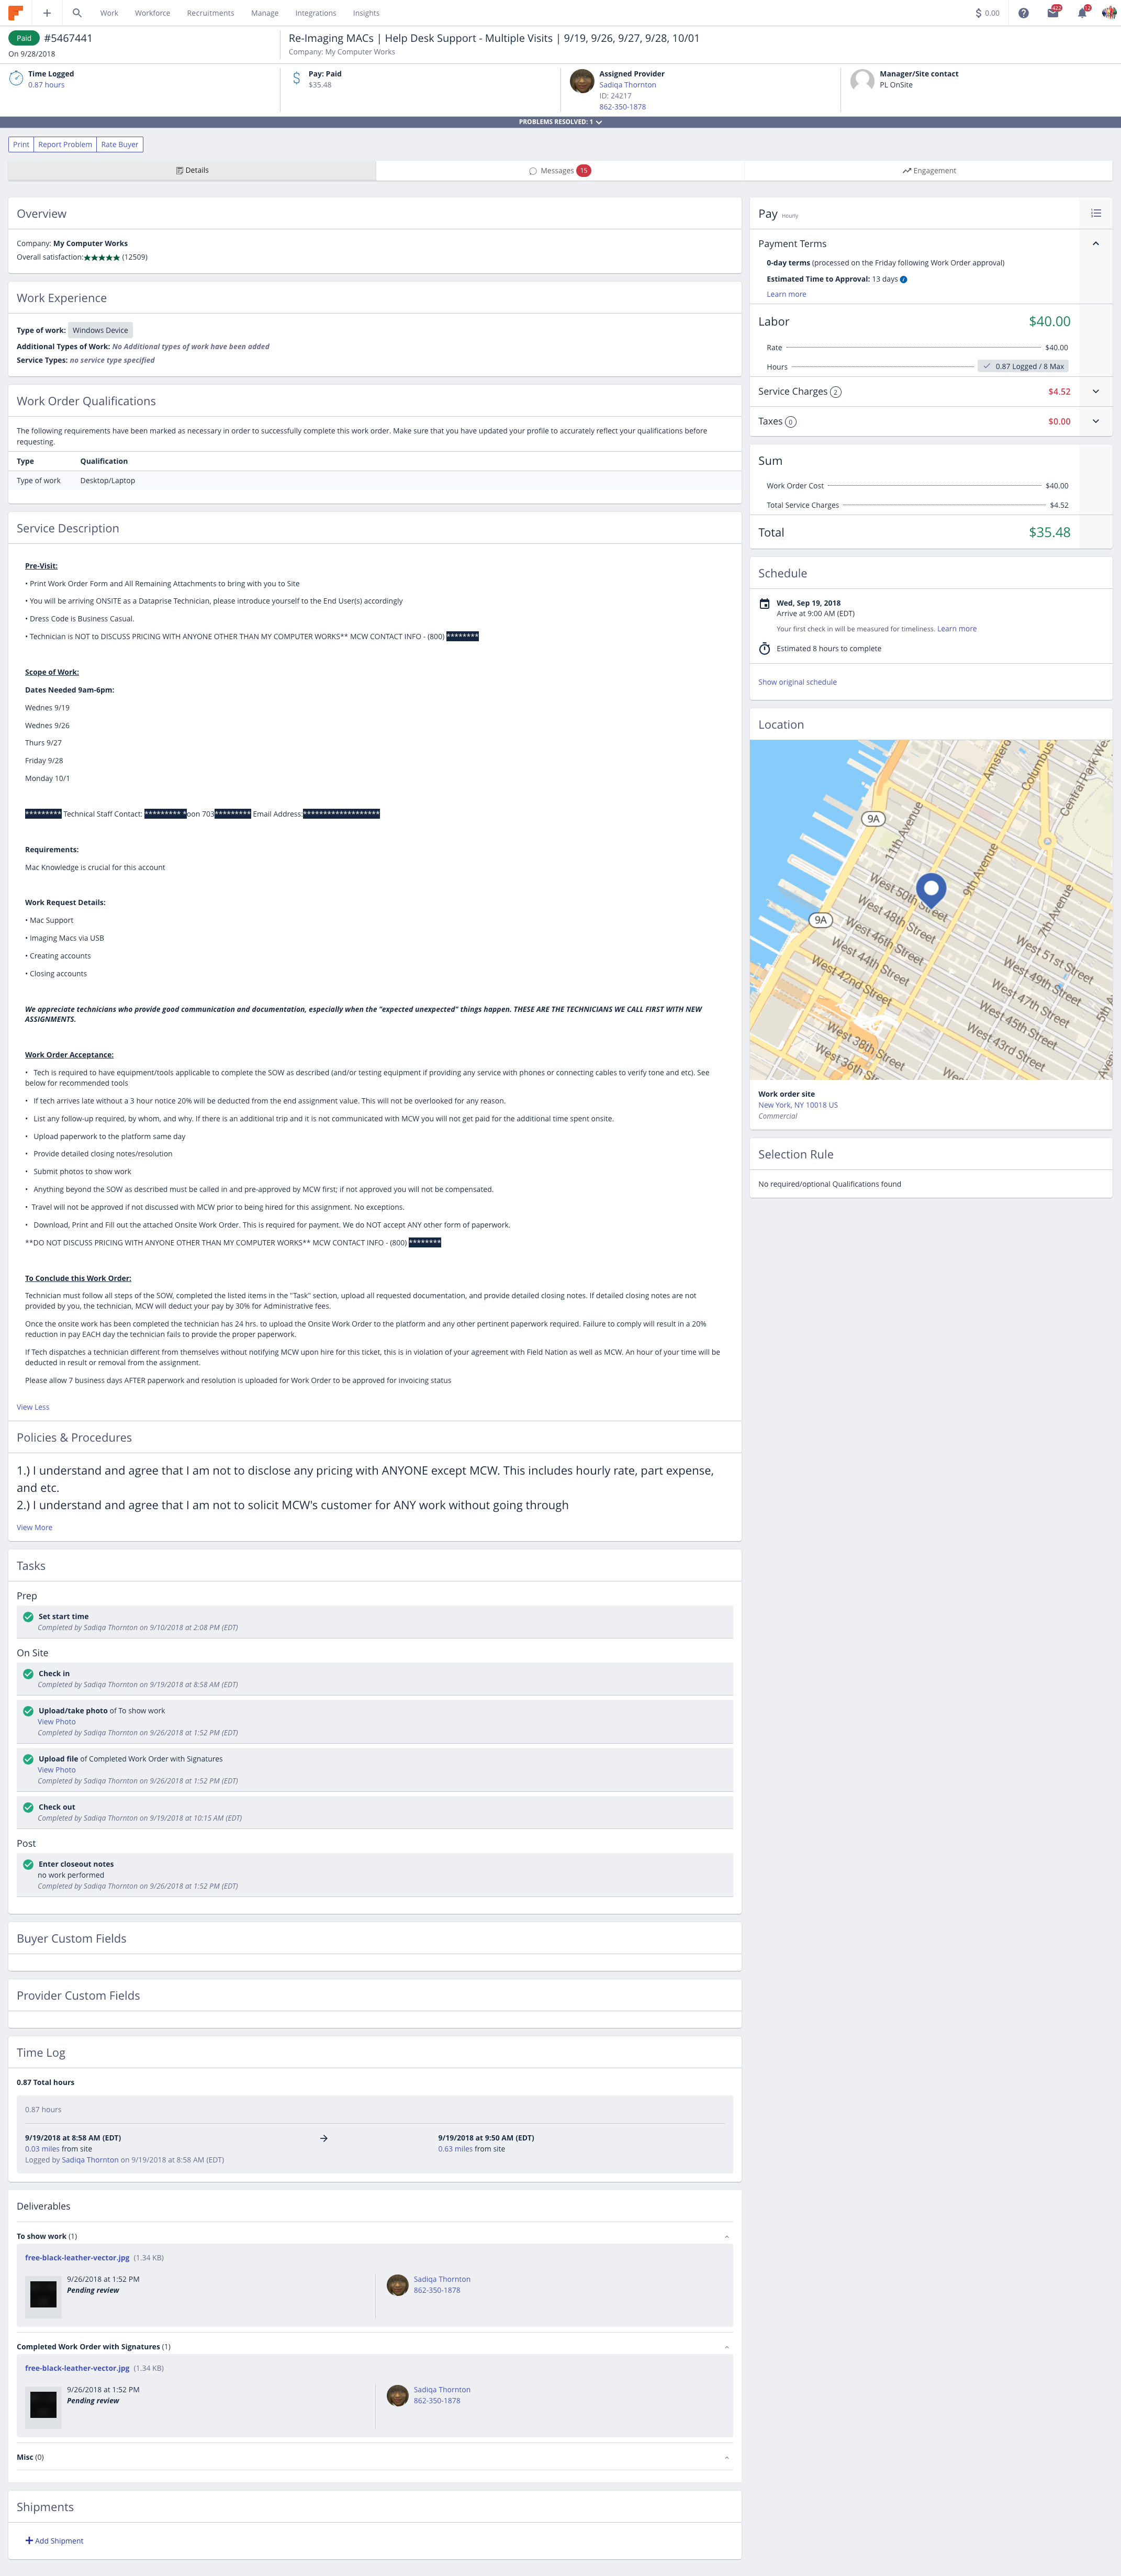 Work Workforce Recruitments Manage Integrations Insights
0.00
422
12
Paid #5467441
On 9/28/2018
Re-Imaging MACs | Help Desk Support - Multiple Visits | 9/19, 9/26, 9/27, 9/28, 10/01
Company: My Computer Works
Time Logged
0.87 hours
Pay: Paid
$35.48
Assigned Provider
Sadiqa Thornton
ID: 24217
862-350-1878
Manager/Site contact
PL OnSite
PROBLEMS RESOLVED: 1
Print Report Problem Rate Buyer
Details
Messages 15
Engagement
Overview
Company: My Computer Works
Overall satisfaction:★★★★★ (12509)
Work Experience
Type of work: Windows Device
Additional Types of Work: No Additional types of work have been added
Service Types: no service type specified
Work Order Qualifications
The following requirements have been marked as necessary in order to successfully complete this work order. Make sure that you have updated your profile to accurately reflect your qualifications before
requesting.
Type Qualification
Type of work Desktop/Laptop
Service Description
Pre-Visit:
• Print Work Order Form and All Remaining Attachments to bring with you to Site
• You will be arriving ONSITE as a Dataprise Technician, please introduce yourself to the End User(s) accordingly
• Dress Code is Business Casual.
• Technician is NOT to DISCUSS PRICING WITH ANYONE OTHER THAN MY COMPUTER WORKS** MCW CONTACT INFO - (800) ********
Scope of Work:
Dates Needed 9am-6pm:
Wednes 9/19
Wednes 9/26
Thurs 9/27
Friday 9/28
Monday 10/1
********* Technical Staff Contact: ********* *oon 703********* Email Address:*******************
Requirements:
Mac Knowledge is crucial for this account
Work Request Details:
• Mac Support
• Imaging Macs via USB
• Creating accounts
• Closing accounts
We appreciate technicians who provide good communication and documentation, especially when the "expected unexpected" things happen. THESE ARE THE TECHNICIANS WE CALL FIRST WITH NEW
ASSIGNMENTS.
Work Order Acceptance:
• Tech is required to have equipment/tools applicable to complete the SOW as described (and/or testing equipment if providing any service with phones or connecting cables to verify tone and etc). See
below for recommended tools
• If tech arrives late without a 3 hour notice 20% will be deducted from the end assignment value. This will not be overlooked for any reason.
• List any follow-up required, by whom, and why. If there is an additional trip and it is not communicated with MCW you will not get paid for the additional time spent onsite.
• Upload paperwork to the platform same day
• Provide detailed closing notes/resolution
• Submit photos to show work
• Anything beyond the SOW as described must be called in and pre-approved by MCW first; if not approved you will not be compensated.
• Travel will not be approved if not discussed with MCW prior to being hired for this assignment. No exceptions.
• Download, Print and Fill out the attached Onsite Work Order. This is required for payment. We do NOT accept ANY other form of paperwork.
**DO NOT DISCUSS PRICING WITH ANYONE OTHER THAN MY COMPUTER WORKS** MCW CONTACT INFO - (800) ********
To Conclude this Work Order:
Technician must follow all steps of the SOW, completed the listed items in the "Task" section, upload all requested documentation, and provide detailed closing notes. If detailed closing notes are not
provided by you, the technician, MCW will deduct your pay by 30% for Administrative fees.
Once the onsite work has been completed the technician has 24 hrs. to upload the Onsite Work Order to the platform and any other pertinent paperwork required. Failure to comply will result in a 20%
reduction in pay EACH day the technician fails to provide the proper paperwork.
If Tech dispatches a technician different from themselves without notifying MCW upon hire for this ticket, this is in violation of your agreement with Field Nation as well as MCW. An hour of your time will be
deducted in result or removal from the assignment.
Please allow 7 business days AFTER paperwork and resolution is uploaded for Work Order to be approved for invoicing status
View Less
Policies & Procedures
1.) I understand and agree that I am not to disclose any pricing with ANYONE except MCW. This includes hourly rate, part expense,
and etc.
2.) I understand and agree that I am not to solicit MCW's customer for ANY work without going through
View More
Tasks
Prep
Set start time
Completed by Sadiqa Thornton on 9/10/2018 at 2:08 PM (EDT)
On Site
Check in
Completed by Sadiqa Thornton on 9/19/2018 at 8:58 AM (EDT)
Upload/take photo of To show work
View Photo
Completed by Sadiqa Thornton on 9/26/2018 at 1:52 PM (EDT)
Upload file of Completed Work Order with Signatures
View Photo
Completed by Sadiqa Thornton on 9/26/2018 at 1:52 PM (EDT)
Check out
Completed by Sadiqa Thornton on 9/19/2018 at 10:15 AM (EDT)
Post
Enter closeout notes
no work performed
Completed by Sadiqa Thornton on 9/26/2018 at 1:52 PM (EDT)
Buyer Custom Fields
Provider Custom Fields
Time Log
0.87 Total hours
0.87 hours
9/19/2018 at 8:58 AM (EDT) 9/19/2018 at 9:50 AM (EDT)
0.03 miles from site 0.63 miles from site
Logged by Sadiqa Thornton on 9/19/2018 at 8:58 AM (EDT)
Deliverables
To show work (1)
free-black-leather-vector.jpg (1.34 KB)
9/26/2018 at 1:52 PM
Pending review
Sadiqa Thornton
862-350-1878
Completed Work Order with Signatures (1)
free-black-leather-vector.jpg (1.34 KB)
9/26/2018 at 1:52 PM
Pending review
Sadiqa Thornton
862-350-1878
Misc (0)
Shipments
Add Shipment
Pay Hourly
Payment Terms
0-day terms (processed on the Friday following Work Order approval)
Estimated Time to Approval: 13 days
Learn more
Labor $40.00
Rate $40.00
Hours 0.87 Logged / 8 Max
Service Charges 2 $4.52
Taxes 0 $0.00
Sum
Work Order Cost $40.00
Total Service Charges $4.52
Total $35.48
Schedule
Wed, Sep 19, 2018
Arrive at 9:00 AM (EDT)
Your first check in will be measured for timeliness. Learn more
Estimated 8 hours to complete
Show original schedule
Location
Amsterd
Columbus
Central Park We
9A
11th Avenue
9th Avenue
7th Avenue
5th A
West 50th Street
West 48th Street
9A
West 46th Street
West 44th Street
West 42nd Street
West 38th Street
West 36th St
West 51st Street
West 49th Street
West 47th Street
West 45th Street
West 43rd Street
Work order site
New York, NY 10018 US
Commercial
Selection Rule
No required/optional Qualifications found